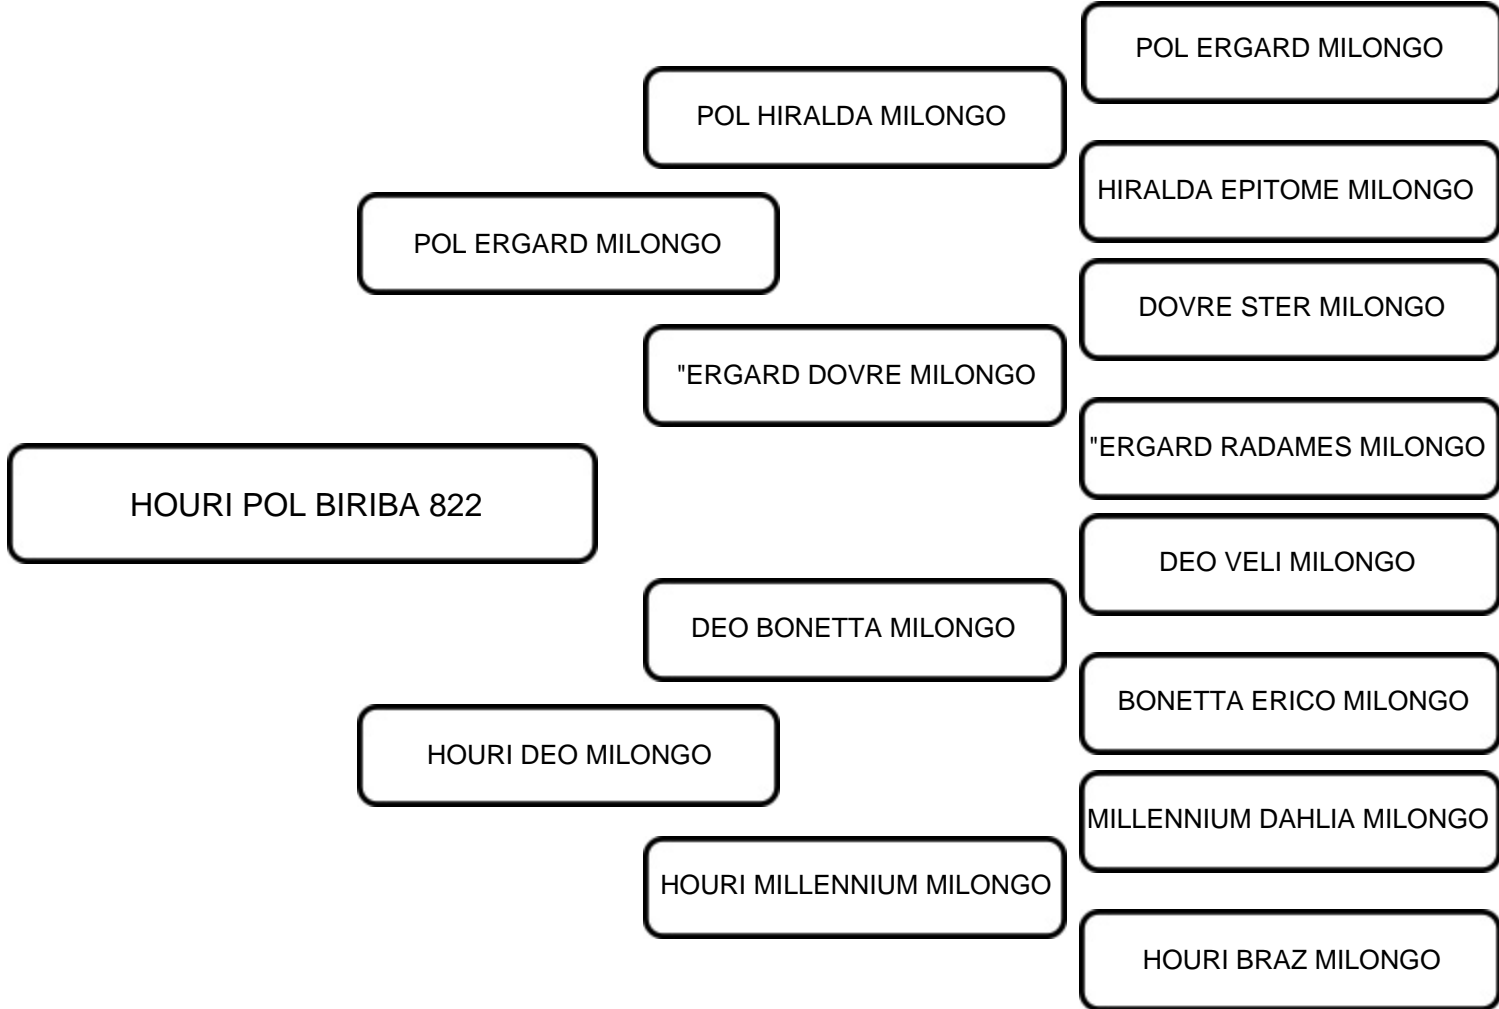 POL ERGARD MILONGO
POL HIRALDA MILONGO
HIRALDA EPITOME MILONGO
POL ERGARD MILONGO
DOVRE STER MILONGO
"ERGARD DOVRE MILONGO
"ERGARD RADAMES MILONGO
HOURI POL BIRIBA 822
DEO VELI MILONGO
DEO BONETTA MILONGO
BONETTA ERICO MILONGO
HOURI DEO MILONGO
MILLENNIUM DAHLIA MILONGO
HOURI MILLENNIUM MILONGO
HOURI BRAZ MILONGO